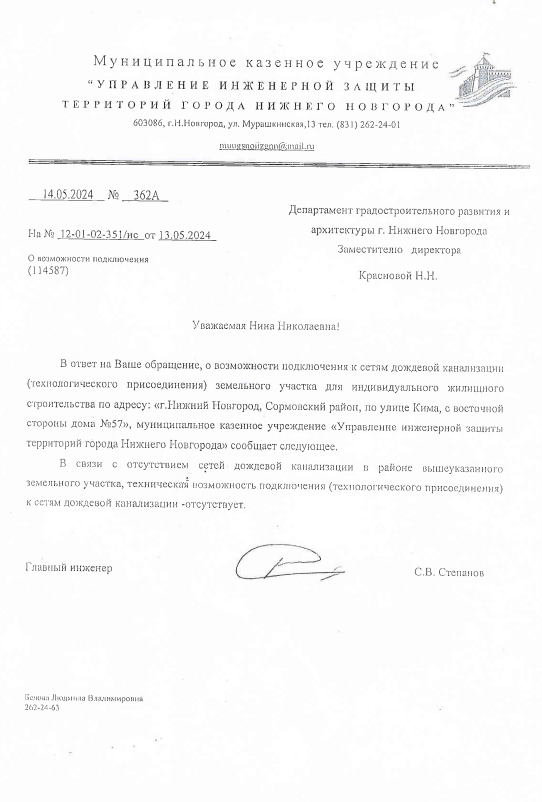 Муниципальное казенное учреждение
“УПРАВЛЕНИЕ ИНЖЕНЕРНОЙ ЗАЩИТЫ
ТЕРРИТОРИЙ ГОРОДА НИЖНЕГО НОВГОРОДА”
603086, г.Н.Новгород, ул. Мурашкинская,13 тел. (831) 262-24-01
muugsnojizgnn@mail.ru
14.05.2024 № 362А
На № 12-01-02-351/ис от 13.05.2024
О возможности подключения
(114587)
Департамент градостроительного развития и
архитектуры г. Нижнего Новгорода
Заместителю директора
Красновой Н.Н.
Уважаемая Нина Николаевна!
В ответ на Ваше обращение, о возможности подключения к сетям дождевой канализации
(технологического присоединения) земельного участка для индивидуального жилищного
строительства по адресу: «г.Нижний Новгород, Сормовский район, по улице Кима, с восточной
стороны дома №57», муниципальное казенное учреждение «Управление инженерной защиты
территорий города Нижнего Новгорода» сообщает следующее.
В связи с отсутствием сетей дождевой канализации в районе вышеуказанного
земельного участка, техническая возможность подключения (технологического присоединения)
к сетям дождевой канализации -отсутствует.
Главный инженер
С.В. Степанов
Людмила Владимировна
262-24-63